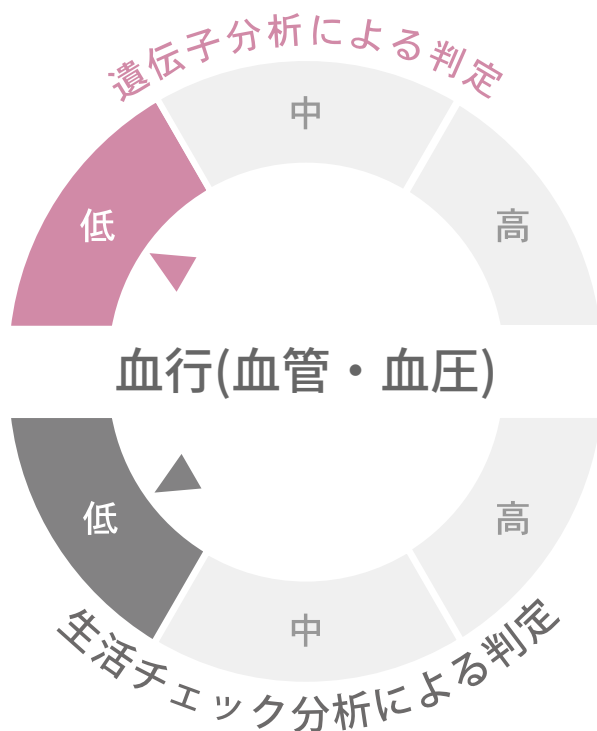 遺伝子分析による判定
中
低
高
血行(血管・血圧)
低
高
中
生活チェック分析による判定